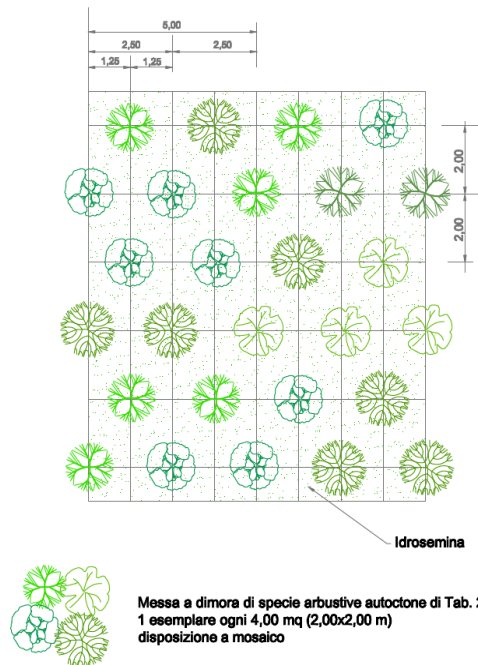 5,00
2,50 2,50
1,25 1,25
2,00
2,00
Idrosemina
Messa a dimora di specie arbustive autoctone di Tab.
1 esemplare ogni 4,00 mq (2,00x2,00 m)
disposizione a mosaico